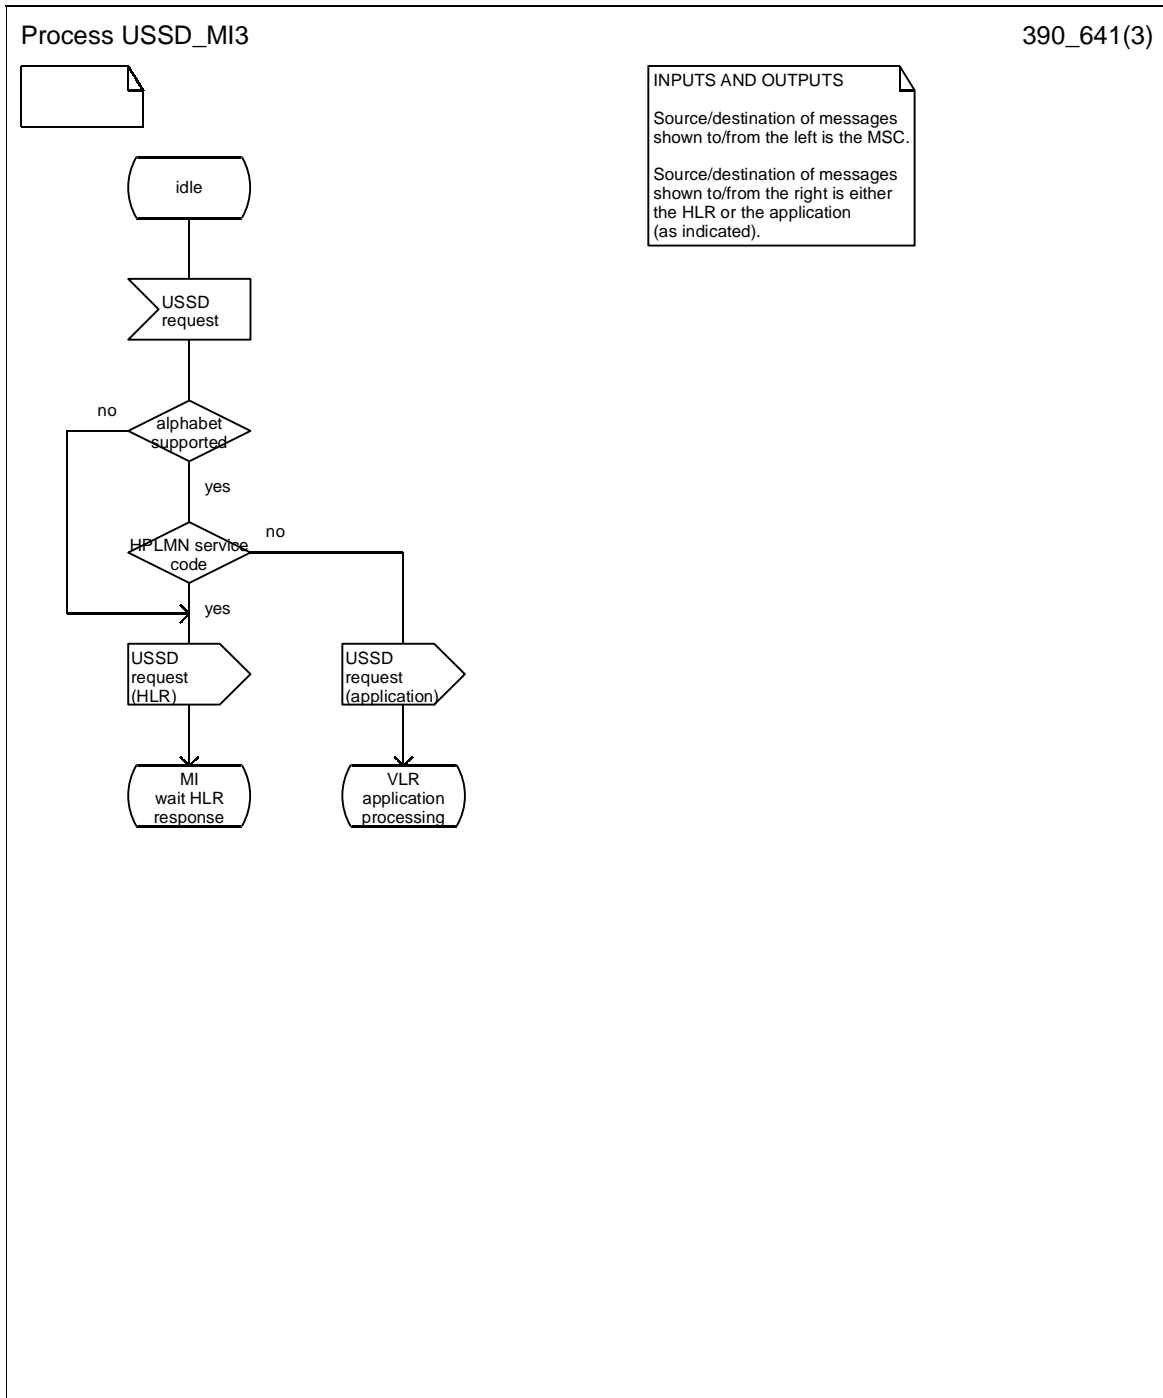 Process USSD_MI3
390_641(3)
INPUTS AND OUTPUTS
Source/destination of messages
shown to/from the left is the MSC.
Source/destination of messages
shown to/from the right is either
the HLR or the application
(as indicated).
idle
USSD
request
no
alphabet
supported
yes
no
HPLMN service
code
yes
USSD
request
(HLR)
USSD
request
(application)
MI
wait HLR
response
VLR
application
processing